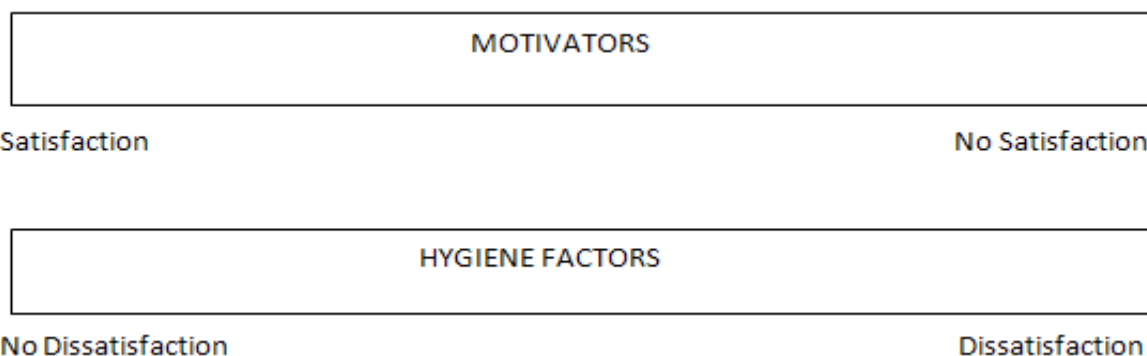 MOTIVATORS
Satisfaction No Satisfaction
HYGIENE FACTORS
No Dissatisfaction Dissatisfaction